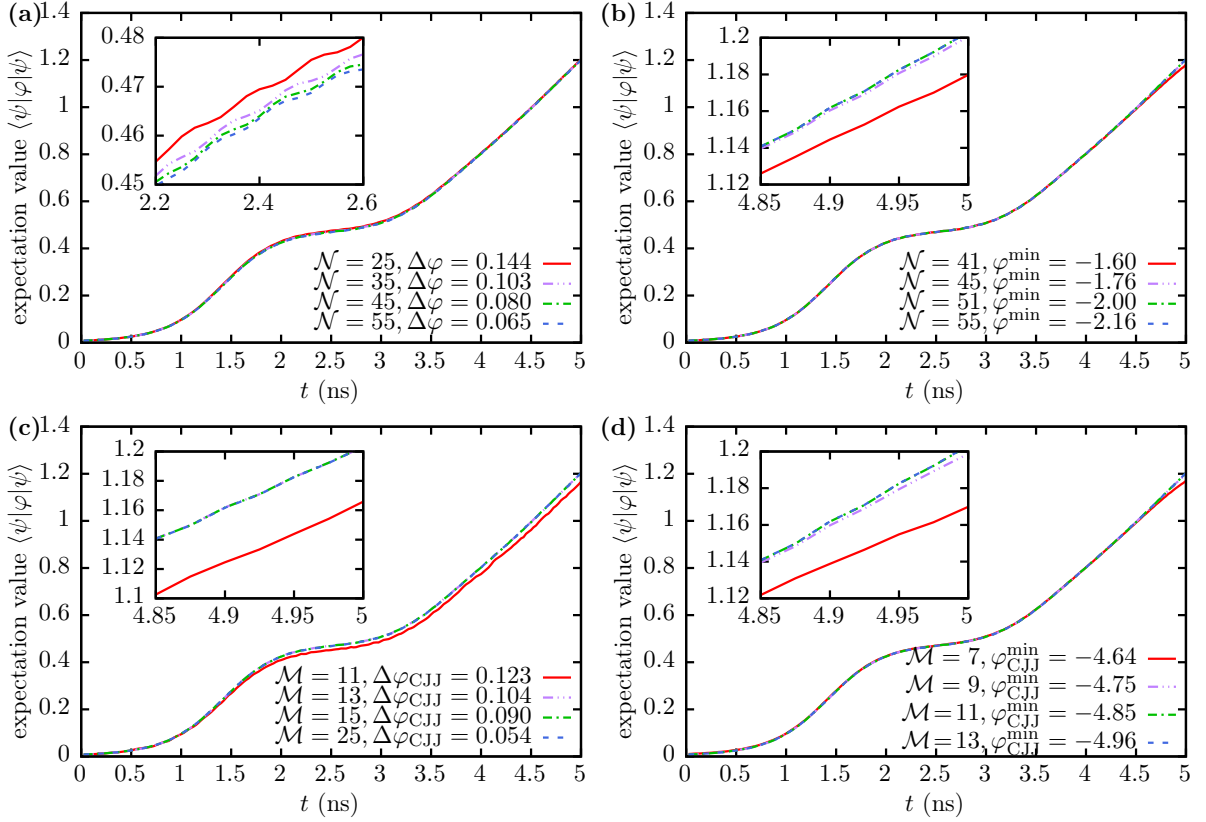 (a)
expectation value ⟨ψ|φ|ψ⟩
1.4
1.2
1
0.8
0.6
0.4
0.2
0
0 0.5 1 1.5 2 2.5 3 3.5 4 4.5 5
t (ns)
0.48
0.47
0.46
0.45
2.2 2.4 2.6
𝒩 = 25, Δφ = 0.144
𝒩 = 35, Δφ = 0.103
𝒩 = 45, Δφ = 0.080
𝒩 = 55, Δφ = 0.065
(b)
expectation value ⟨ψ|φ|ψ⟩
1.4
1.2
1
0.8
0.6
0.4
0.2
0
0 0.5 1 1.5 2 2.5 3 3.5 4 4.5 5
t (ns)
1.2
1.18
1.16
1.14
1.12
4.85 4.9 4.95 5
𝒩 = 41, φ^min = −1.60
𝒩 = 45, φ^min = −1.76
𝒩 = 51, φ^min = −2.00
𝒩 = 55, φ^min = −2.16
(c)
expectation value ⟨ψ|φ|ψ⟩
1.4
1.2
1
0.8
0.6
0.4
0.2
0
0 0.5 1 1.5 2 2.5 3 3.5 4 4.5 5
t (ns)
1.2
1.18
1.16
1.14
1.12
1.1
4.85 4.9 4.95 5
ℳ = 11, Δφ_CJJ = 0.123
ℳ = 13, Δφ_CJJ = 0.104
ℳ = 15, Δφ_CJJ = 0.090
ℳ = 25, Δφ_CJJ = 0.054
(d)
expectation value ⟨ψ|φ|ψ⟩
1.4
1.2
1
0.8
0.6
0.4
0.2
0
0 0.5 1 1.5 2 2.5 3 3.5 4 4.5 5
t (ns)
1.2
1.18
1.16
1.14
1.12
4.85 4.9 4.95 5
ℳ = 7, φ_CJJ^min = −4.64
ℳ = 9, φ_CJJ^min = −4.75
ℳ = 11, φ_CJJ^min = −4.85
ℳ = 13, φ_CJJ^min = −4.96